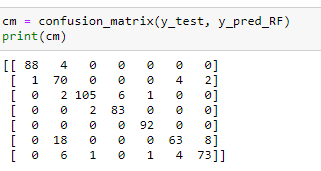 cm = confusion_matrix(y_test, y_pred_RF)
print(cm)
[[ 88 4 0 0 0 0 0]
[ 1 70 0 0 0 4 2]
[ 0 2 105 6 1 0 0]
[ 0 0 2 83 0 0 0]
[ 0 0 0 0 92 0 0]
[ 0 18 0 0 0 63 8]
[ 0 6 1 0 1 4 73]]